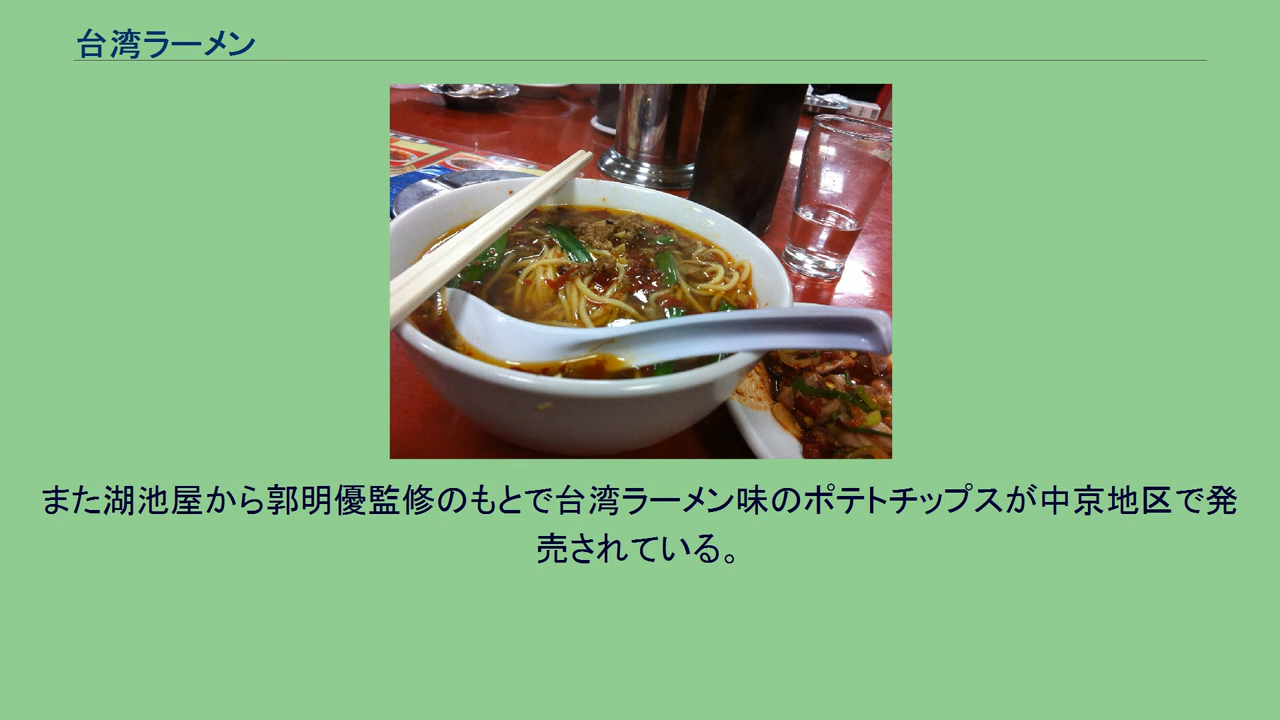 台湾ラーメン
また湖池屋から郭明優監修のもとで台湾ラーメン味のポテトチップスが中京地区で発
売されている。